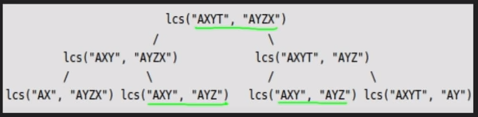 lcs("AXYT", "AYZX")
/ \
lcs("AXY", "AYZX") lcs("AXYT", "AYZ")
/ \ / \
lcs("AX", "AYZX") lcs("AXY", "AYZ") lcs("AXY", "AYZ") lcs("AXYT", "AY")